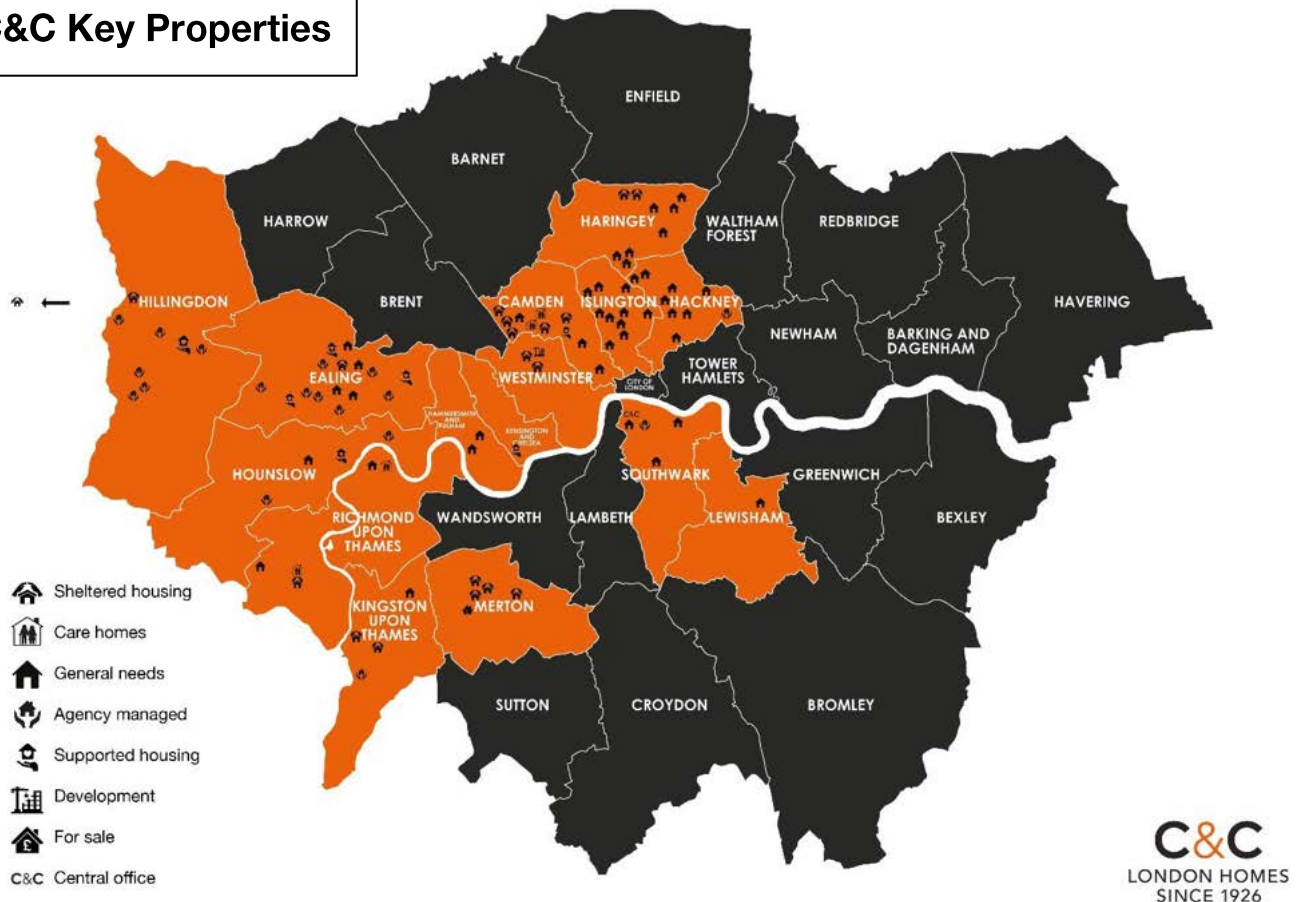 C&C Key Properties
ENFIELD
BARNET
HARROW
HARINGEY
WALTHAM
FOREST
REDBRIDGE
HILLINGDON
BRENT
CAMDEN
ISLINGTON
HACKNEY
HAVERING
NEWHAM
BARKING AND
DAGENHAM
EALING
WESTMINSTER
CITY OF
LONDON
TOWER
HAMLETS
HAMMERSMITH
AND
FULHAM
KENSINGTON
AND
CHELSEA
C&C
HOUNSLOW
SOUTHWARK
GREENWICH
RICHMOND
UPON
THAMES
WANDSWORTH
LAMBETH
LEWISHAM
BEXLEY
KINGSTON
UPON
THAMES
MERTON
SUTTON
CROYDON
BROMLEY
Sheltered housing
Care homes
General needs
Agency managed
Supported housing
Development
£ For sale
C&C Central office
C&C
LONDON HOMES
SINCE 1926